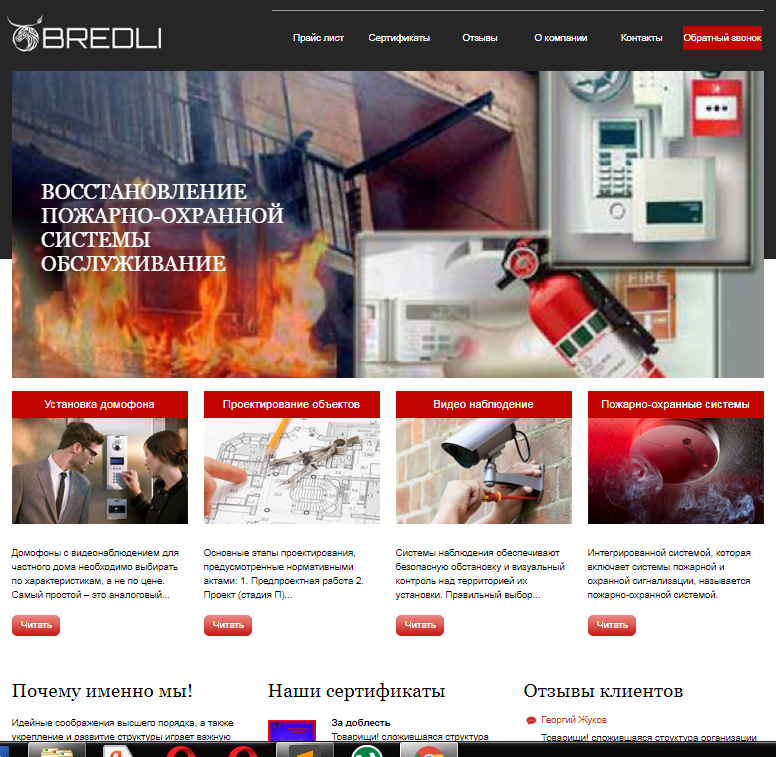 BREDLI
Прайс лист Сертификаты Отзывы О компании Контакты Обратный звонок
ВОССТАНОВЛЕНИЕ
ПОЖАРНО-ОХРАННОЙ
СИСТЕМЫ
ОБСЛУЖИВАНИЕ
FIRE
Установка домофона
Домофоны с видеонаблюдением для
частного дома необходимо выбирать
по характеристикам, а не по цене.
Самый простой – это аналоговый...
Читать
Проектирование объектов
Основные этапы проектирования,
предусмотренные нормативными
актами: 1. Предпроектная работа 2.
Проект (стадия П)...
Читать
Видео наблюдение
Системы наблюдения обеспечивают
безопасную обстановку и визуальный
контроль над территорией их
установки. Правильный выбор...
Читать
Пожарно-охранные системы
Интегрированной системой, которая
включает системы пожарной и
охранной сигнализации, называется
пожарно-охранной системой.
Читать
Почему именно мы!
Идейные соображения высшего порядка, а также
укрепление и развитие структуры играет важную
Наши сертификаты
За доблесть
Товарищи! сложившаяся структура
Отзывы клиентов
Георгий Жуков
Товарищи! сложившаяся структура организации